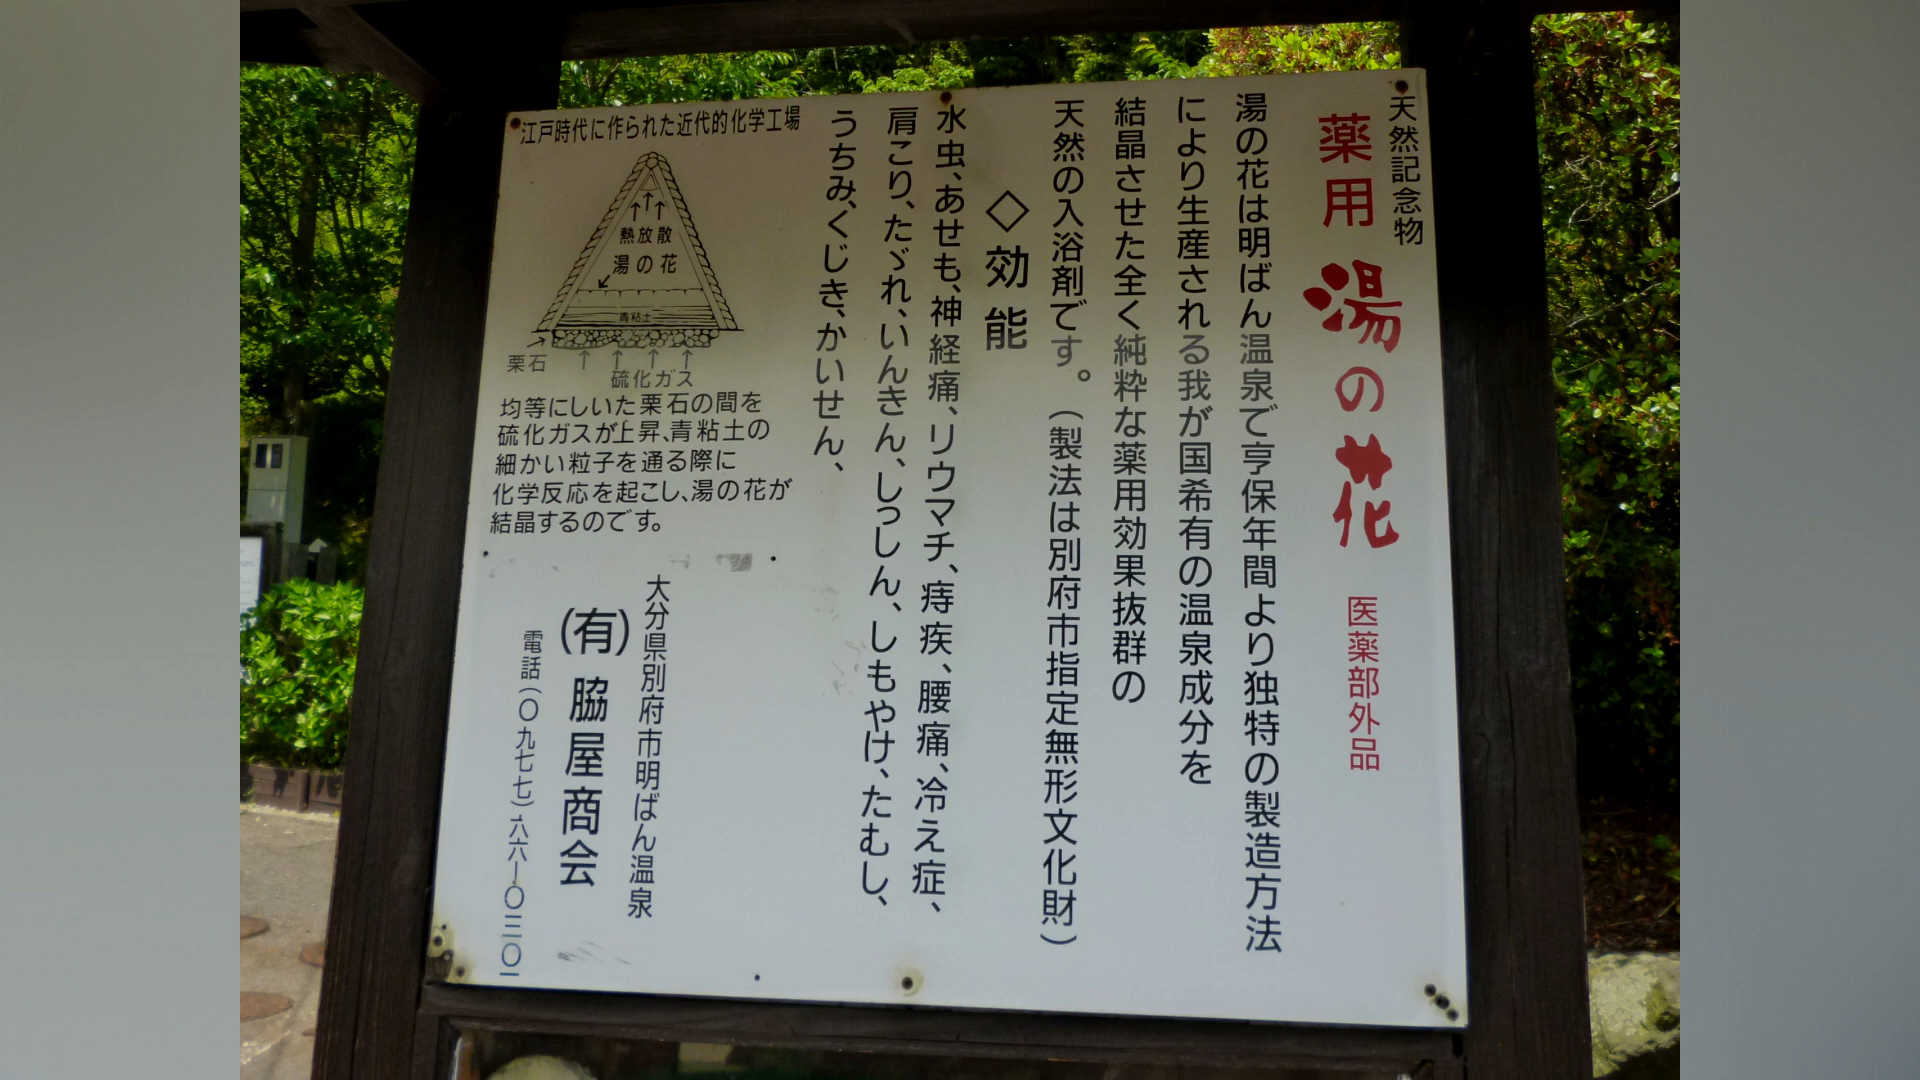 天然記念物
薬用 湯の花 医薬部外品
湯の花は明ばん温泉で亨保年間より独特の製造方法
により生産される我が国希有の温泉成分を
結晶させた全く純粋な薬用効果抜群の
天然の入浴剤です。(製法は別府市指定無形文化財)
◇効能
水虫、あせも、神経痛、リウマチ、痔疾、腰痛、冷え症、
肩こり、たゞれ、いんきん、しっしん、しもやけ、たむし、
うちみ、くじき、かいせん、
江戸時代に作られた近代的化学工場
熱放散
湯の花
青粘土
栗石
硫化ガス
均等にしいた栗石の間を
硫化ガスが上昇、青粘土の
細かい粒子を通る際に
化学反応を起こし、湯の花が
結晶するのです。
大分県別府市明ばん温泉
(有)脇屋商会
電話(〇九七七)六六ー〇三〇一